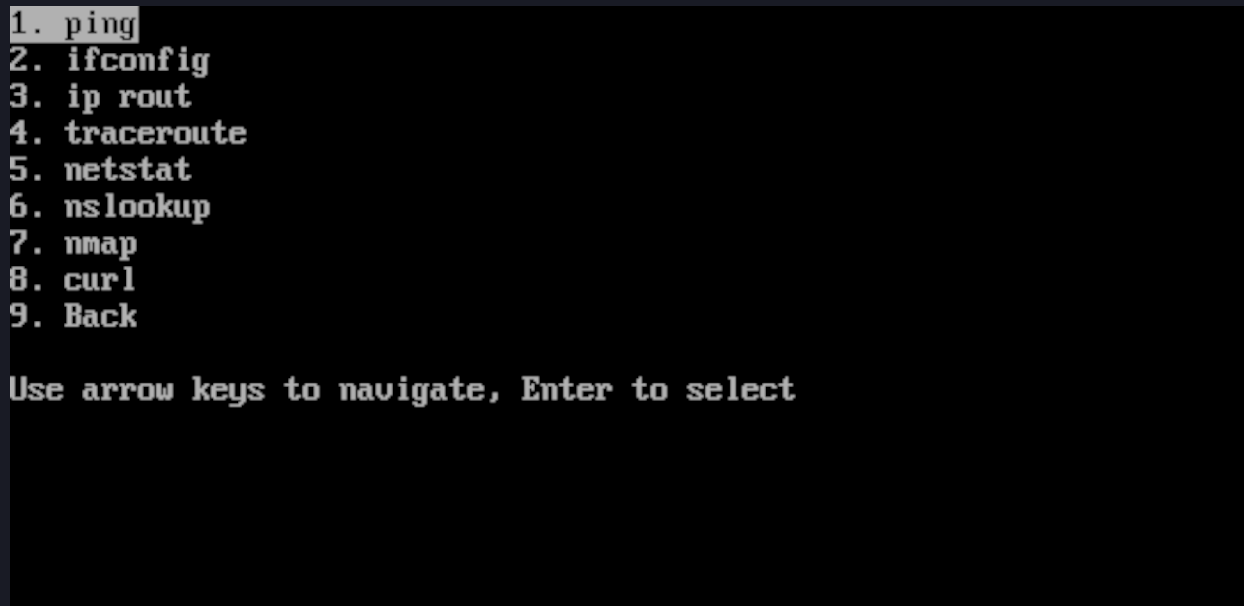 1. ping
2. ifconfig
3. ip rout
4. traceroute
5. netstat
6. nslookup
7. nmap
8. curl
9. Back
Use arrow keys to navigate, Enter to select